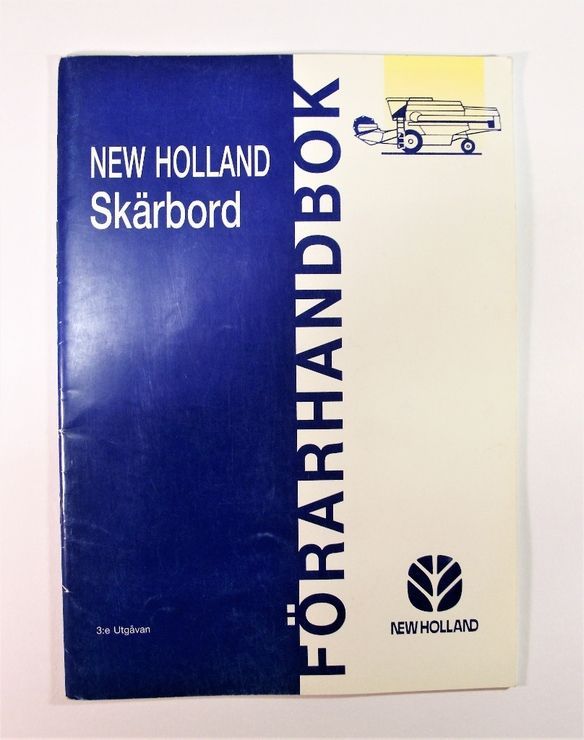 NEW HOLLAND
Skärbord
FÖRARHANDBOK
3:e Utgåvan
NEW HOLLAND